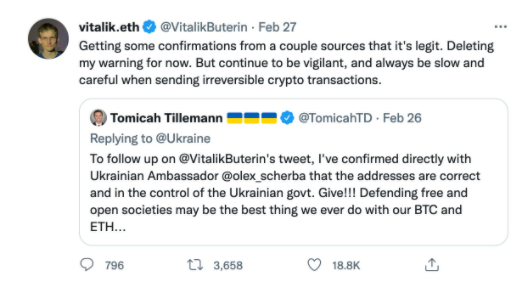 vitalik.eth @VitalikButerin · Feb 27
Getting some confirmations from a couple sources that it's legit. Deleting
my warning for now. But continue to be vigilant, and always be slow and
careful when sending irreversible crypto transactions.
Tomicah Tillemann 🇺🇦🇺🇦🇺🇦 @TomicahTD · Feb 26
Replying to @Ukraine
To follow up on @VitalikButerin's tweet, I've confirmed directly with
Ukrainian Ambassador @olex_scherba that the addresses are correct
and in the control of the Ukrainian govt. Give!!! Defending free and
open societies may be the best thing we ever do with our BTC and
ETH...
796 3,658 18.8K